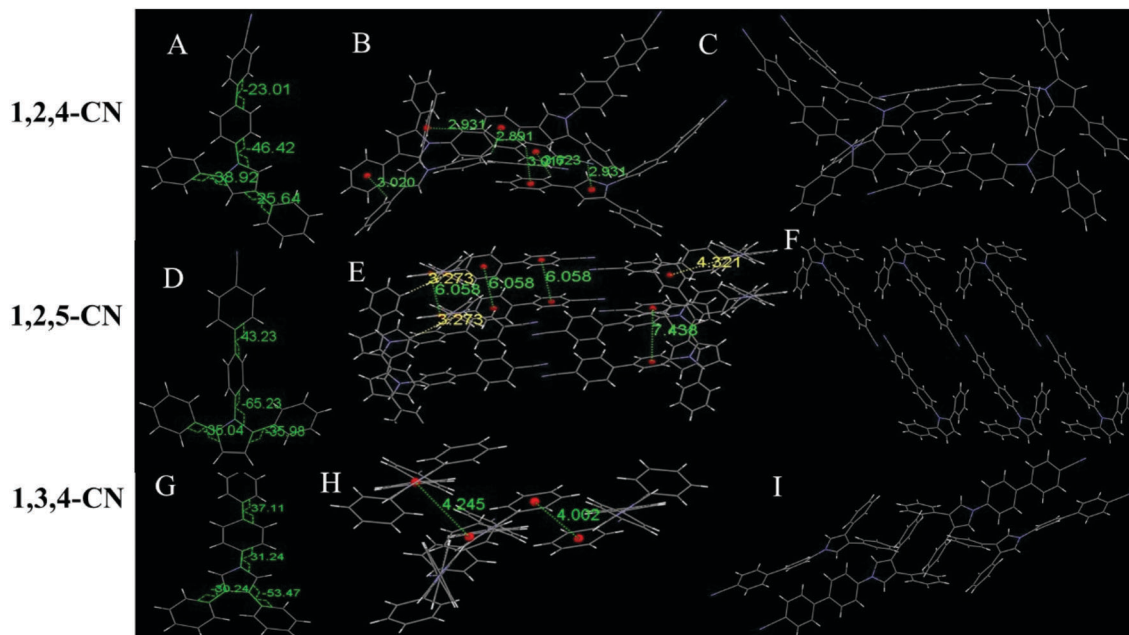 1,2,4-CN
A
-23.01
-46.42
-38.92
-25.64
B
2.931
2.891
2.931
3.020
C
1,2,5-CN
D
43.23
-65.23
-35.04
-35.98
E
3.273
6.058
6.058
6.058
3.273
4.321
7.438
F
1,3,4-CN
G
37.11
31.24
-30.24
-53.47
H
4.245
4.002
I